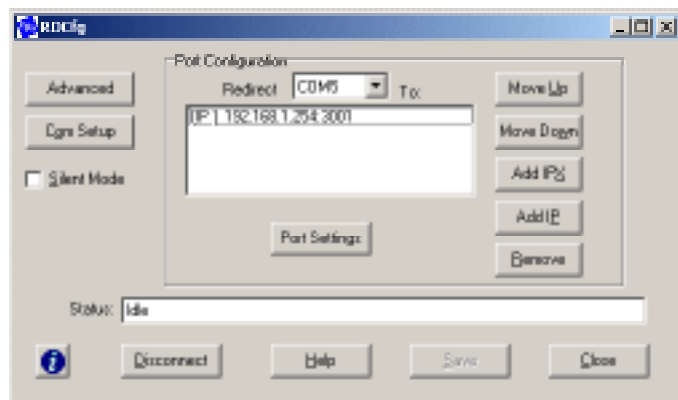 RDCfg
Port Configuration
Advanced
Redirect COM5 To:
Move Up
[IP ] 192.168.1.254:3001
Com Setup
Move Down
Silent Mode
Add IPX
Add IP
Port Settings
Remove
Status: Idle
Disconnect
Help
Save
Close